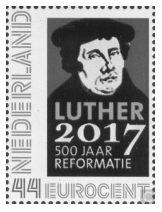 NEDERLAND
LUTHER
2017
500 JAAR
REFORMATIE
44 EUROCENT